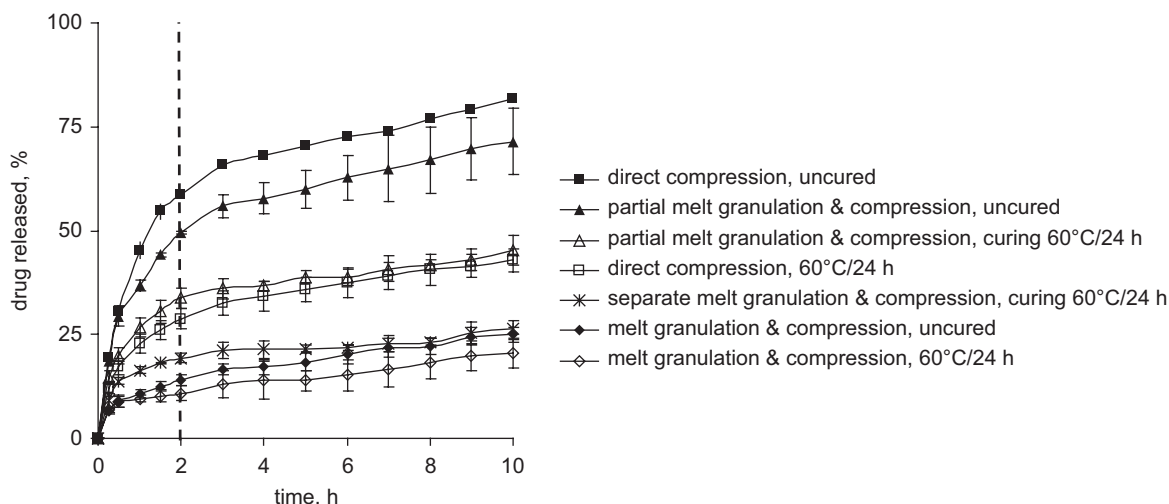 100
75
50
25
0
drug released, %
0
2
4
6
8
10
time, h
direct compression, uncured
partial melt granulation & compression, uncured
partial melt granulation & compression, curing 60°C/24 h
direct compression, 60°C/24 h
separate melt granulation & compression, curing 60°C/24 h
melt granulation & compression, uncured
melt granulation & compression, 60°C/24 h